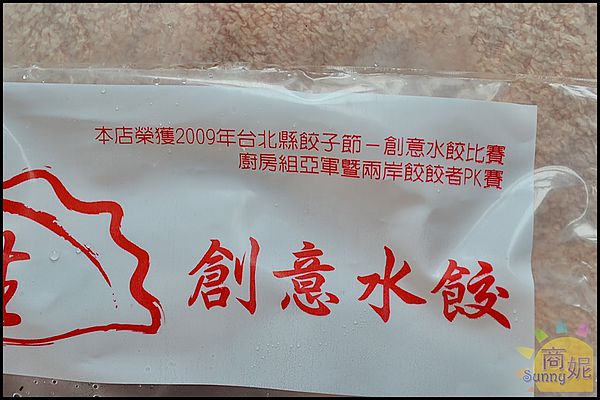 本店榮獲2009年台北縣餃子節－創意水餃比賽
廚房組亞軍暨兩岸餃餃者PK賽
創意水餃
商妮
Sunny